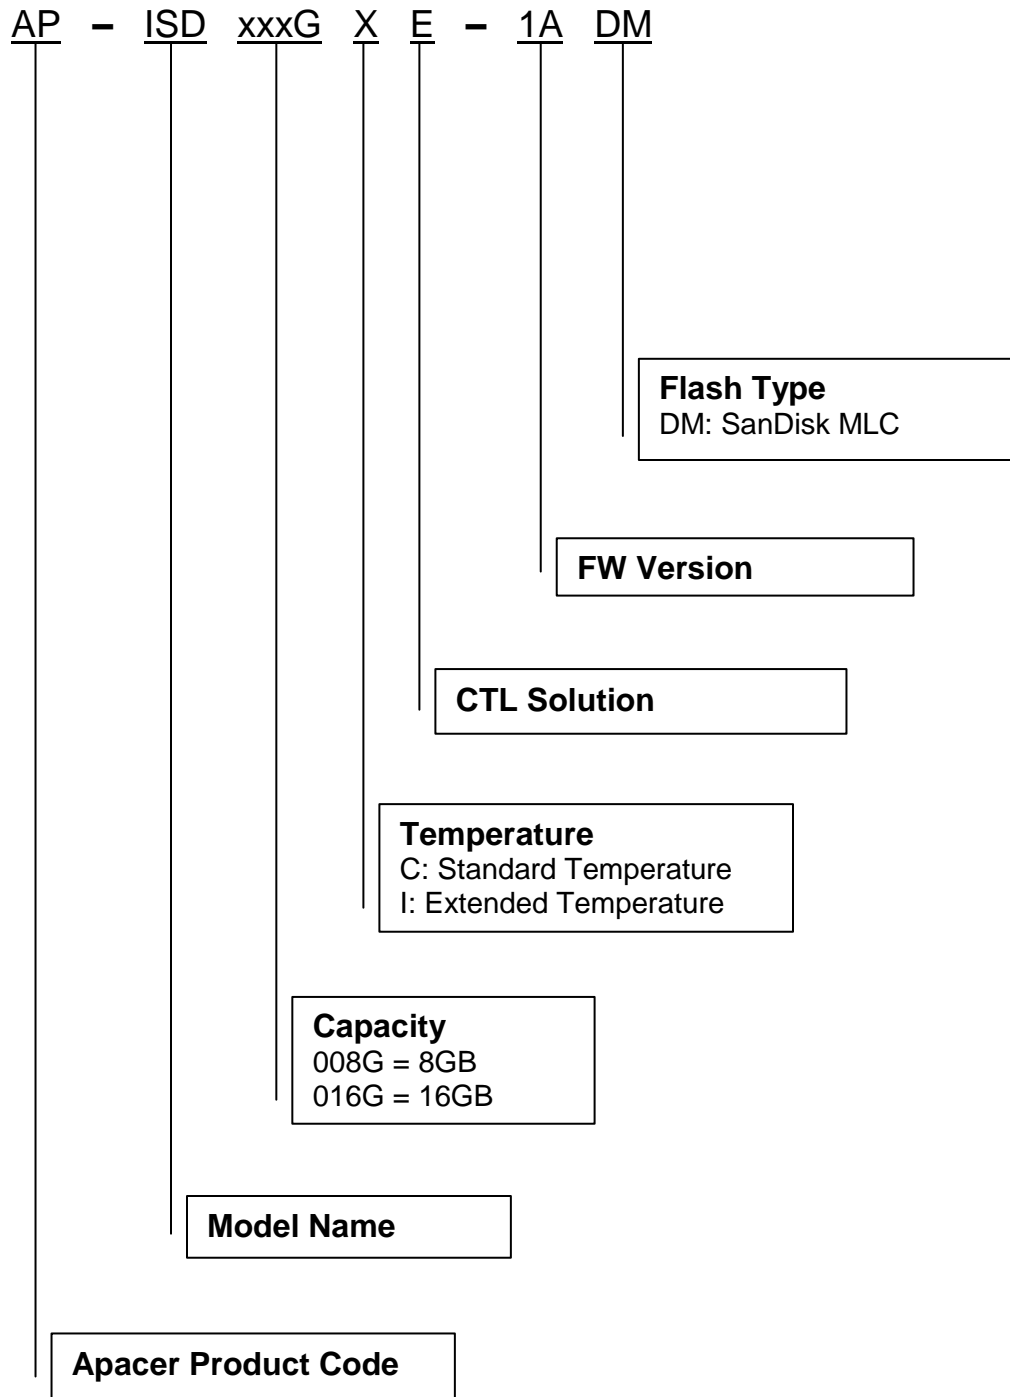 AP – ISD xxxG X E – 1A DM
Flash Type
DM: SanDisk MLC
FW Version
CTL Solution
Temperature
C: Standard Temperature
I: Extended Temperature
Capacity
008G = 8GB
016G = 16GB
Model Name
Apacer Product Code